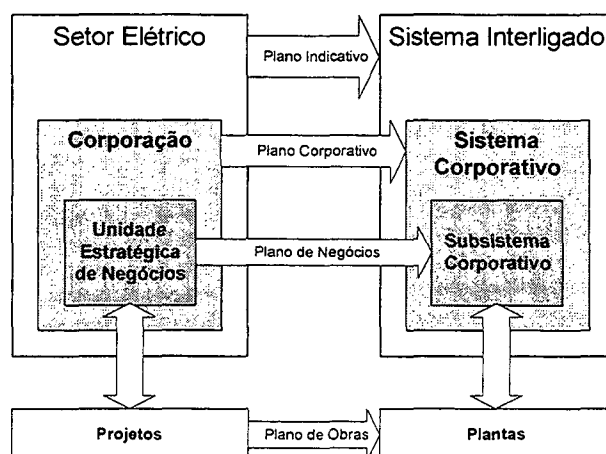 Setor Elétrico
Plano Indicativo
Sistema Interligado
Corporação
Plano Corporativo
Sistema
Corporativo
Unidade
Estratégica
de Negócios
Plano de Negócios
Subsistema
Corporativo
Projetos
Plano de Obras
Plantas